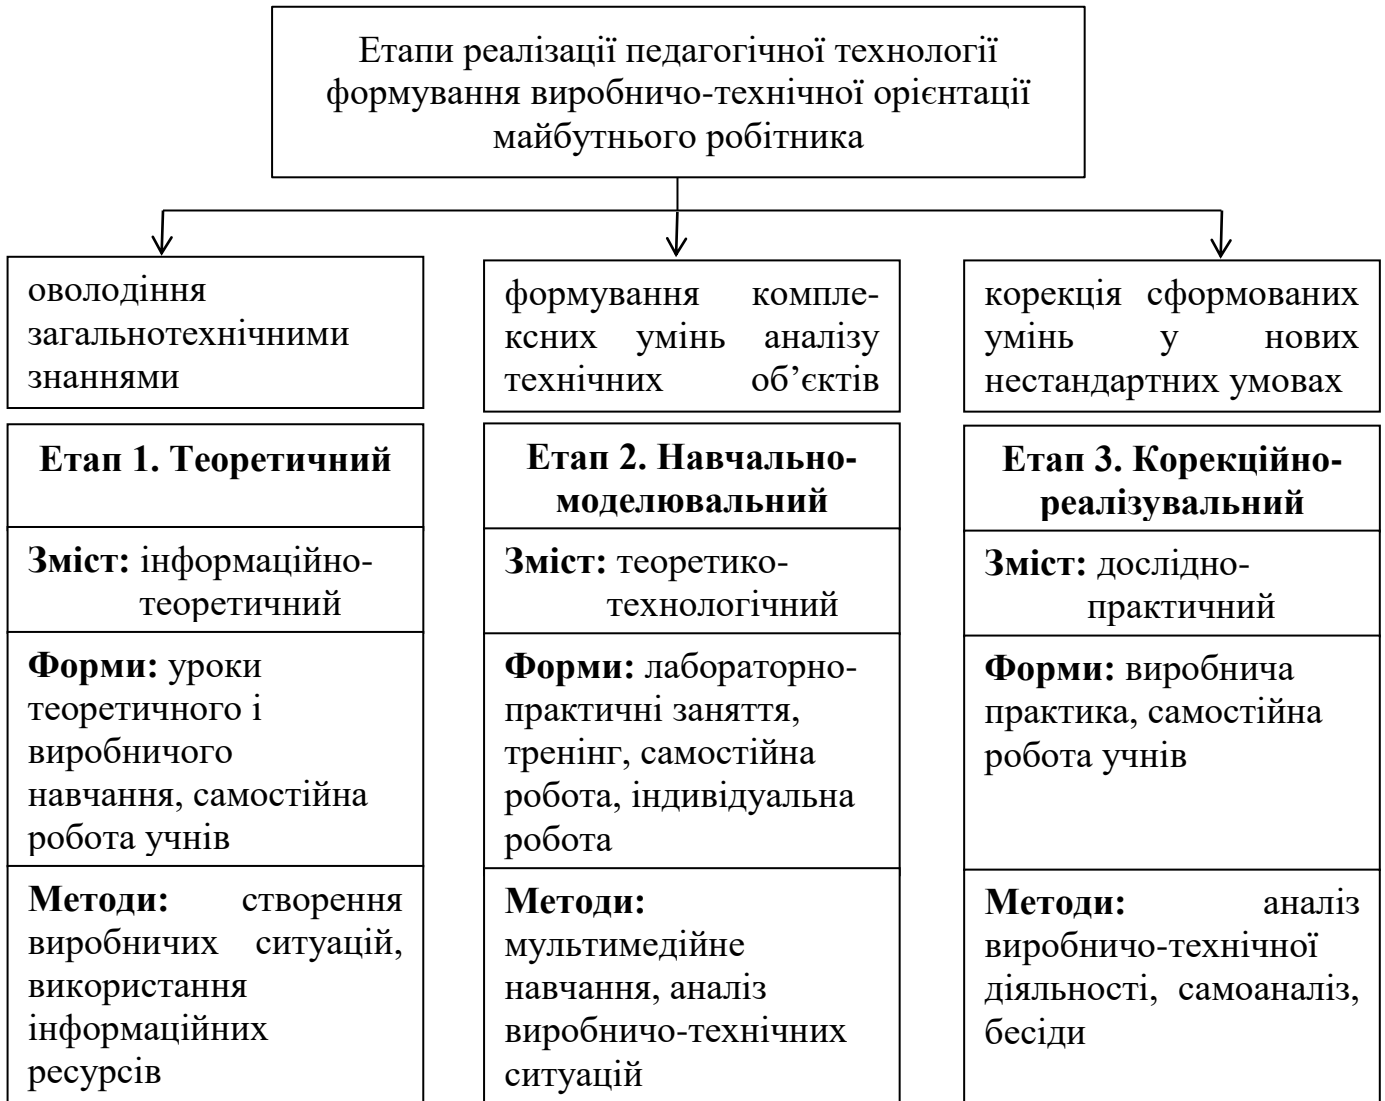 Етапи реалізації педагогічної технології
формування виробничо-технічної орієнтації
майбутнього робітника
оволодіння
загальнотехнічними
знаннями
формування компле-
ксних умінь аналізу
технічних об’єктів
корекція сформованих
умінь у нових
нестандартних умовах
Етап 1. Теоретичний
Зміст: інформаційно-
теоретичний
Форми: уроки
теоретичного і
виробничого
навчання, самостійна
робота учнів
Методи: створення
виробничих ситуацій,
використання
інформаційних
ресурсів
Етап 2. Навчально-
моделювальний
Зміст: теоретико-
технологічний
Форми: лабораторно-
практичні заняття,
тренінг, самостійна
робота, індивідуальна
робота
Методи:
мультимедійне
навчання, аналіз
виробничо-технічних
ситуацій
Етап 3. Корекційно-
реалізувальний
Зміст: дослідно-
практичний
Форми: виробнича
практика, самостійна
робота учнів
Методи: аналіз
виробничо-технічної
діяльності, самоаналіз,
бесіди